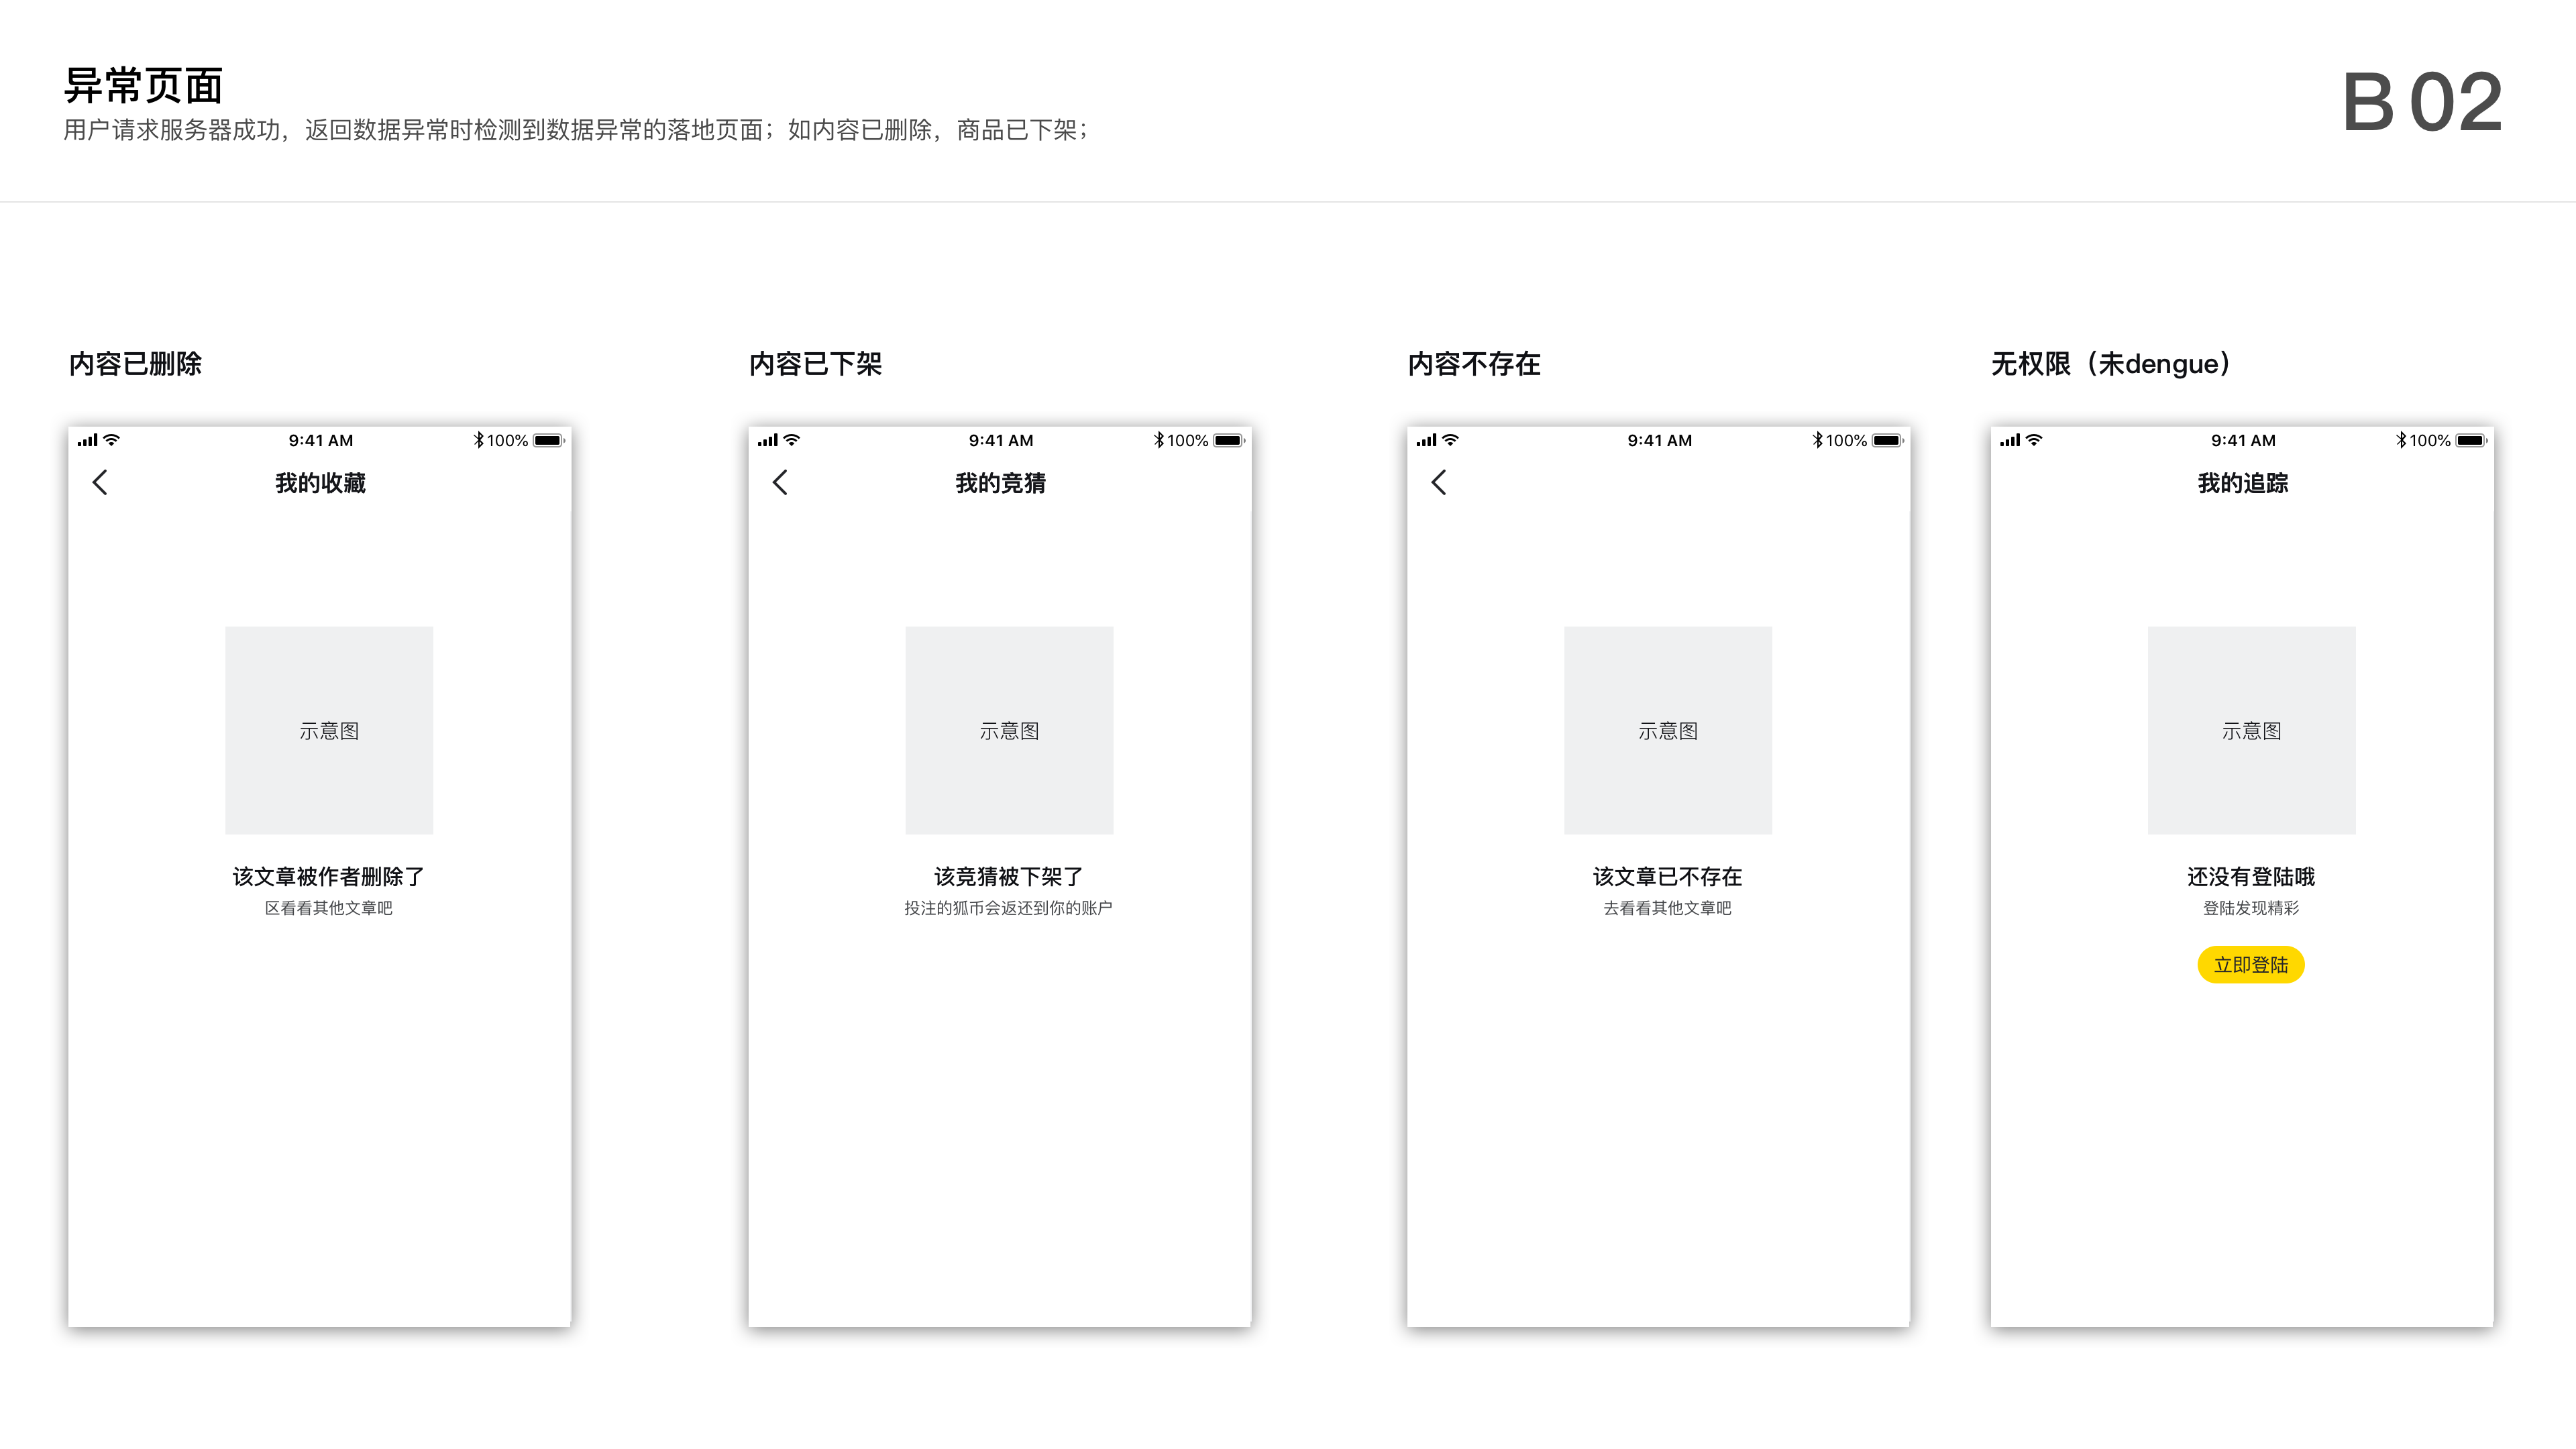 异常页面
用户请求服务器成功，返回数据异常时检测到数据异常的落地页面；如内容已删除，商品已下架；
B 02
内容已删除
9:41 AM
100%
我的收藏
示意图
该文章被作者删除了
区看看其他文章吧
内容已下架
9:41 AM
100%
我的竞猜
示意图
该竞猜被下架了
投注的狐币会返还到你的账户
内容不存在
9:41 AM
100%
示意图
该文章已不存在
去看看其他文章吧
无权限（未dengue）
9:41 AM
100%
我的追踪
示意图
还没有登陆哦
登陆发现精彩
立即登陆